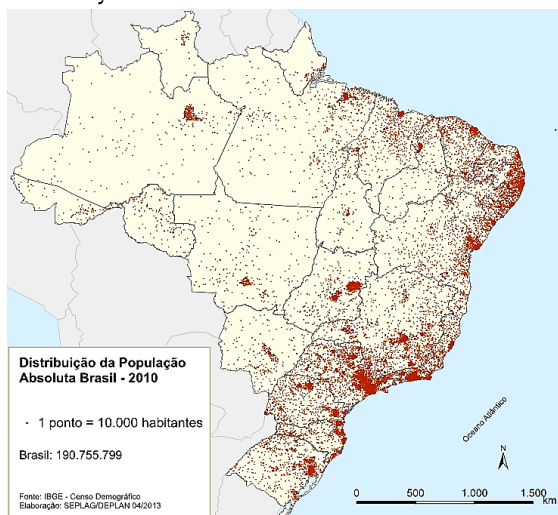 Distribuição da População
Absoluta Brasil - 2010
· 1 ponto = 10.000 habitantes
Brasil: 190.755.799
Fonte: IBGE - Censo Demográfico
Elaboração: SEPLAG/DEPLAN 04/2013
Oceano Atlântico
N
0 500 1.000 1.500
km